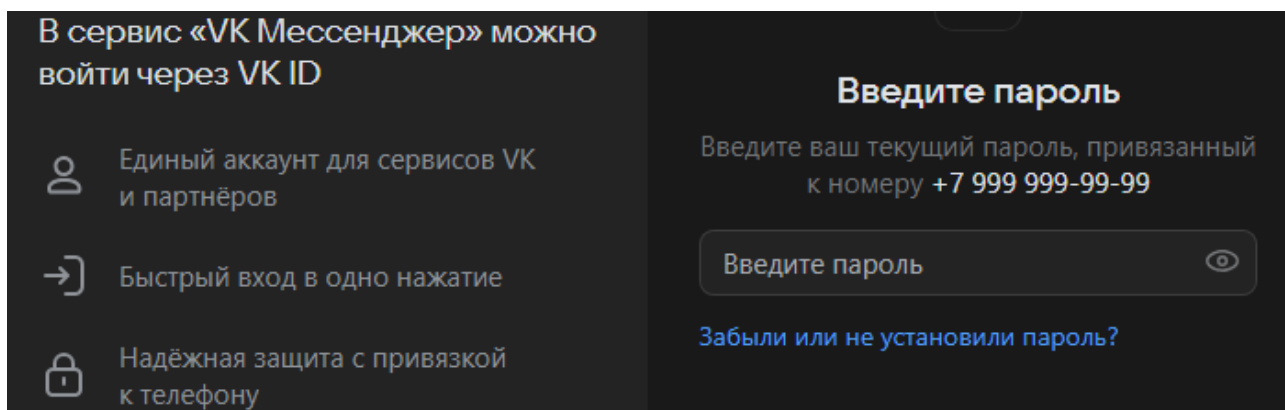 В сервис «VK Мессенджер» можно
войти через VK ID
Единый аккаунт для сервисов VK
и партнёров
Быстрый вход в одно нажатие
Надёжная защита с привязкой
к телефону
Введите пароль
Введите ваш текущий пароль, привязанный
к номеру +7 999 999-99-99
Введите пароль
Забыли или не установили пароль?